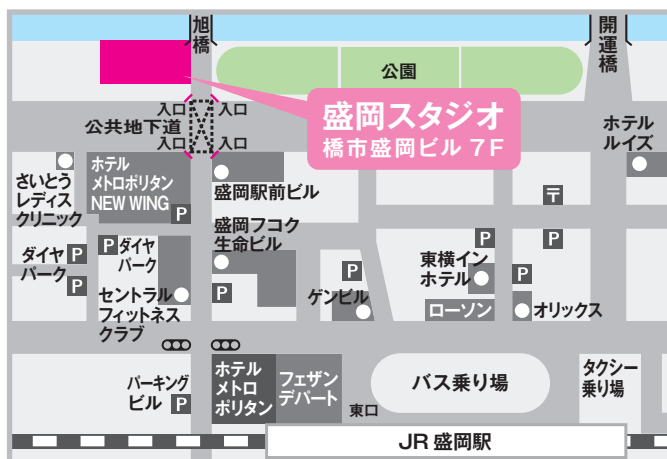 旭橋
開運橋
公園
入口
入口
公共地下道
入口
入口
盛岡スタジオ
橋市盛岡ビル 7F
ホテル
ルイズ
さいとう
レディス
クリニック
ホテル
メトロポリタン
NEW WING
P
盛岡駅前ビル
〒
盛岡フコク
生命ビル
P
P
ダイヤ
パーク
P
P
P
ダイヤ
パーク
セントラル
フィットネス
クラブ
P
P
ゲンビル
東横イン
ホテル
P
ローソン
オリックス
パーキング
ビル
P
ホテル
メトロ
ポリタン
フェザン
デパート
東口
バス乗り場
タクシー
乗り場
JR 盛岡駅